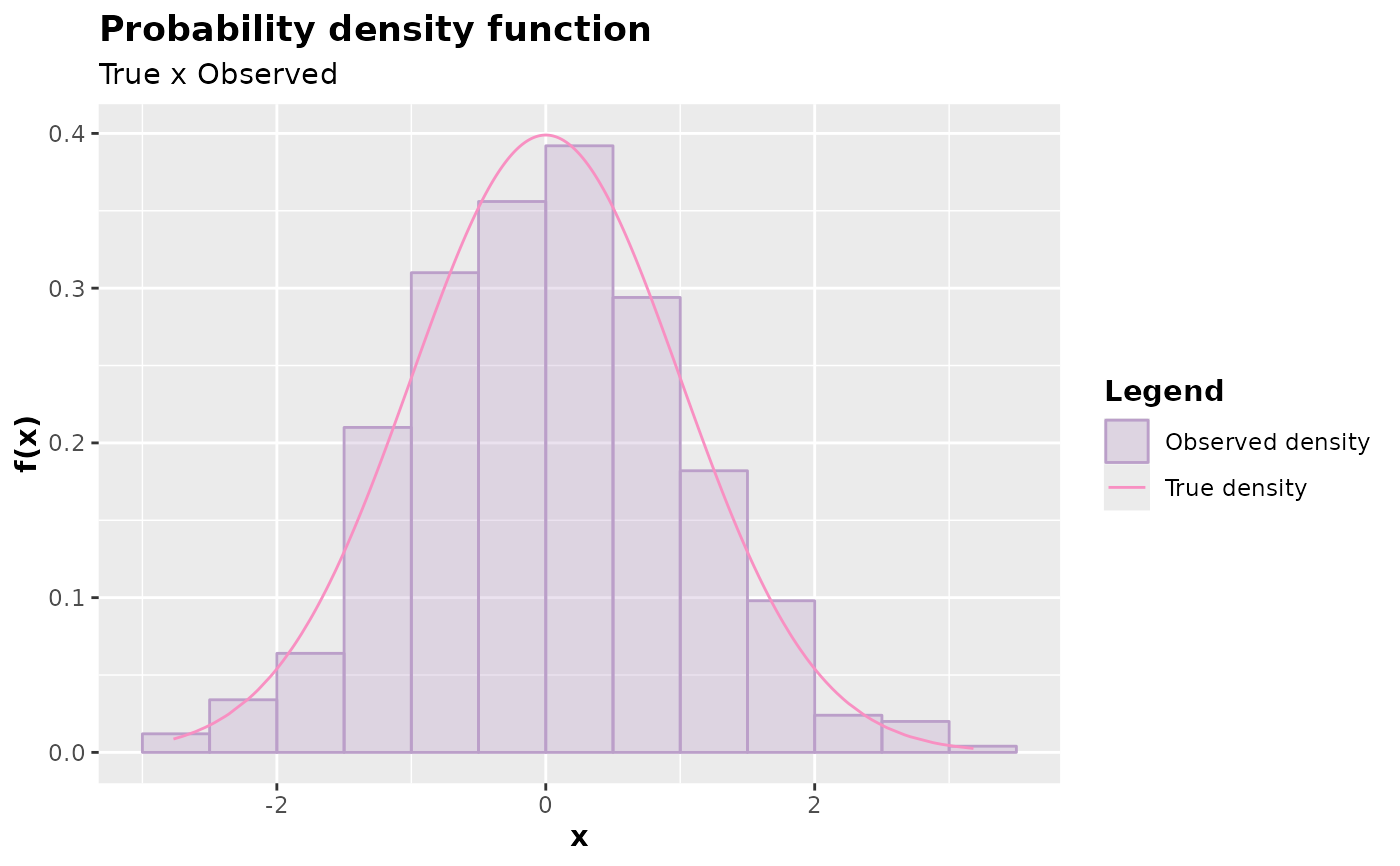 Probability density function
True x Observed
f(x)
0.4
0.3
0.2
0.1
0.0
-2 0 2
x
Legend
Observed density
True density